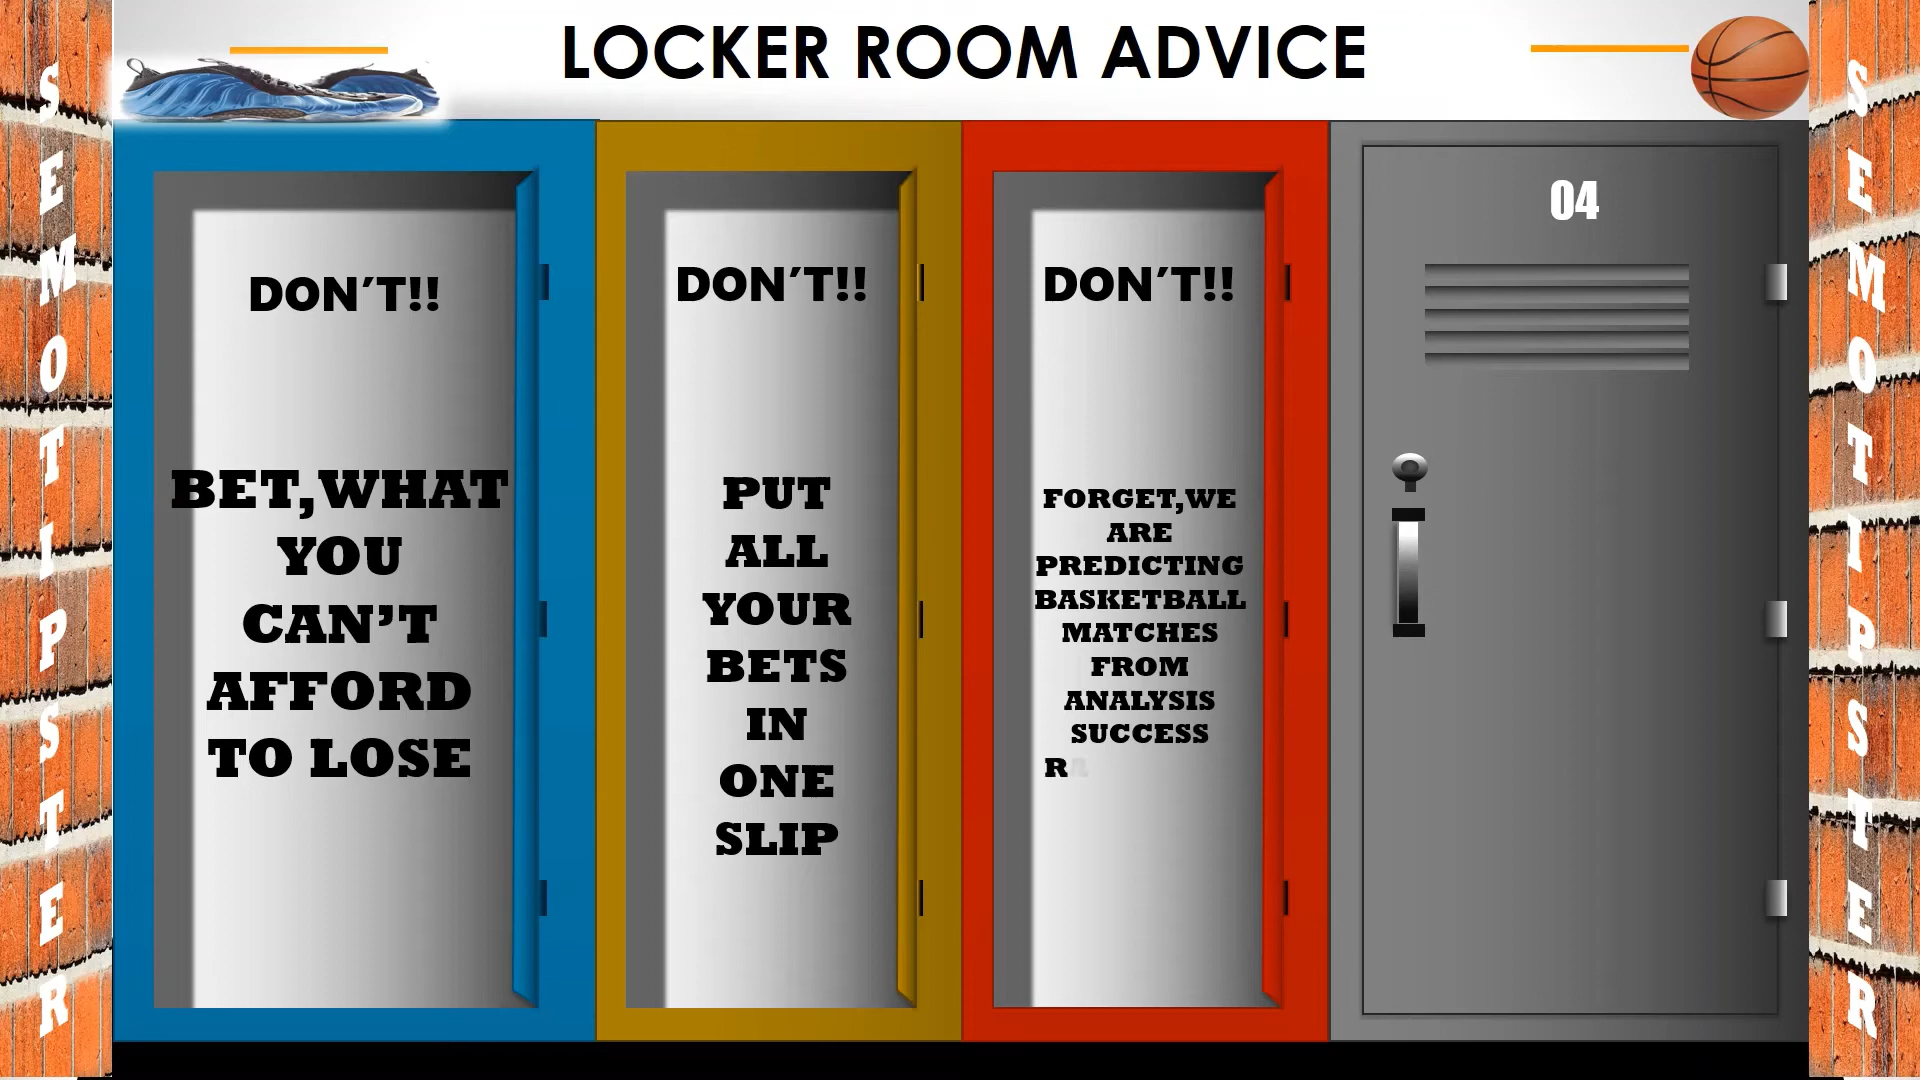 LOCKER ROOM ADVICE
SEMOTIPSTER
DON'T!!
BET,WHAT
YOU
CAN'T
AFFORD
TO LOSE
DON'T!!
PUT
ALL
YOUR
BETS
IN
ONE
SLIP
DON'T!!
FORGET,WE
ARE
PREDICTING
BASKETBALL
MATCHES
FROM
ANALYSIS
SUCCESS
RA
04
SEMOTIPSTER